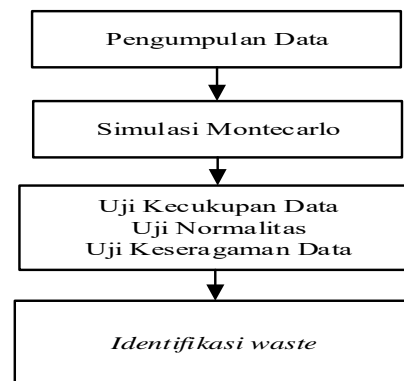 Pengumpulan Data
Simulasi Montecarlo
Uji Kecukupan Data
Uji Normalitas
Uji Keseragaman Data
Identifikasi waste